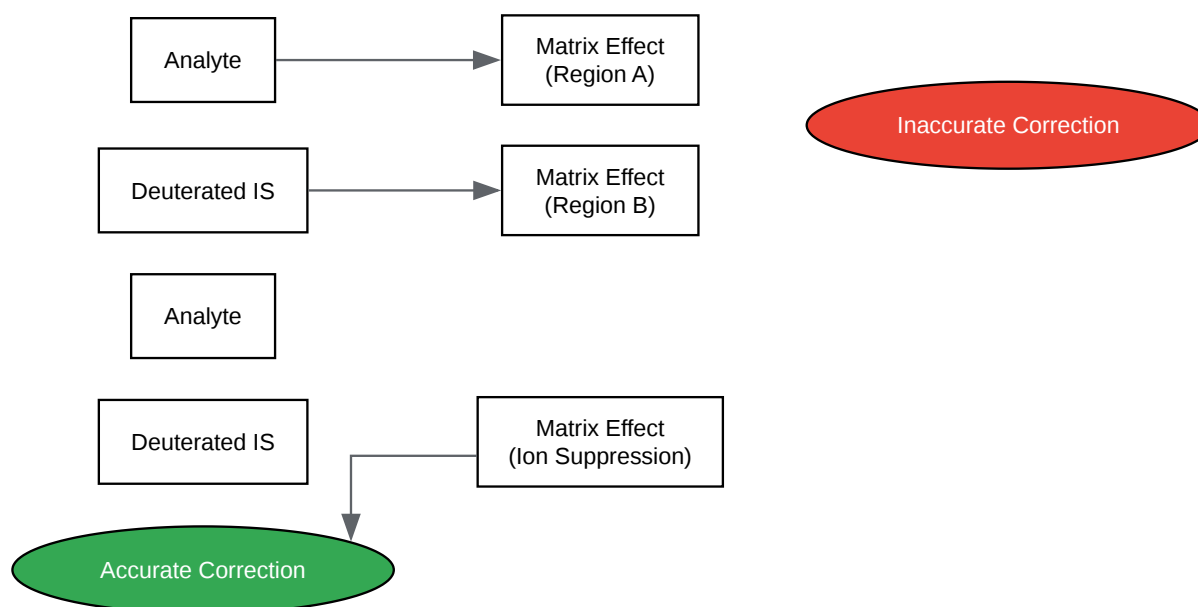 Analyte
Matrix Effect
(Region A)
Inaccurate Correction
Deuterated IS
Matrix Effect
(Region B)
Analyte
Deuterated IS
Matrix Effect
(Ion Suppression)
Accurate Correction